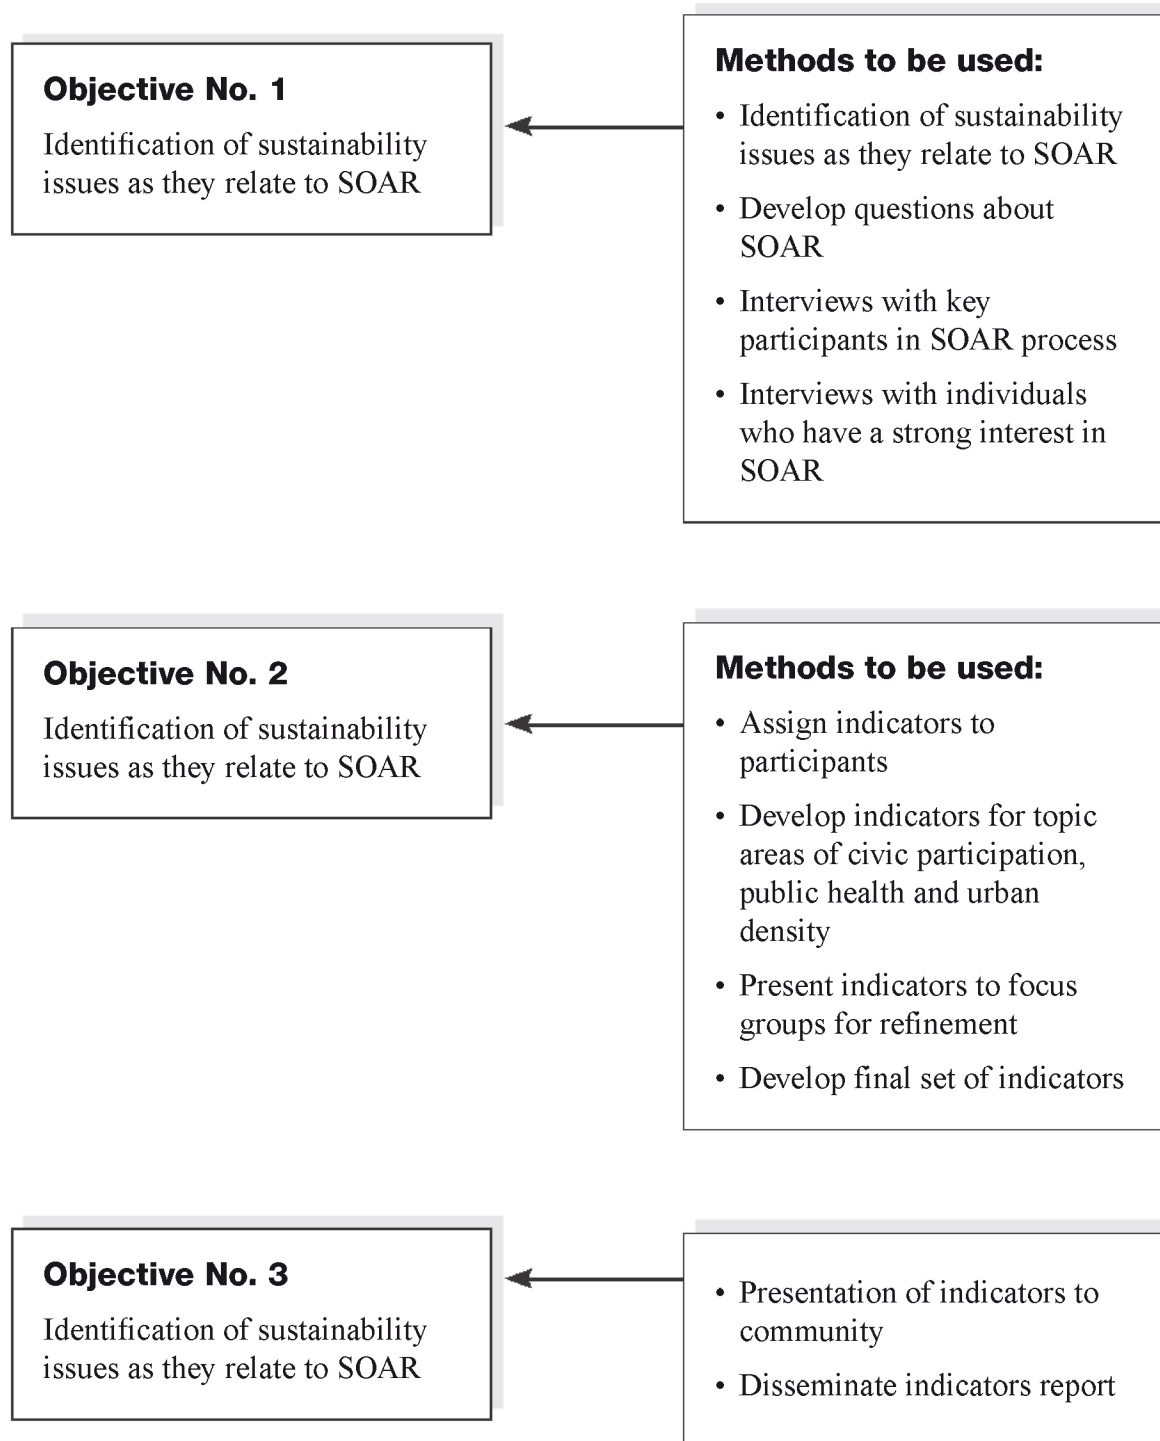 Objective No. 1
Identification of sustainability
issues as they relate to SOAR
Methods to be used:
• Identification of sustainability
issues as they relate to SOAR
• Develop questions about
SOAR
• Interviews with key
participants in SOAR process
• Interviews with individuals
who have a strong interest in
SOAR
Objective No. 2
Identification of sustainability
issues as they relate to SOAR
Methods to be used:
• Assign indicators to
participants
• Develop indicators for topic
areas of civic participation,
public health and urban
density
• Present indicators to focus
groups for refinement
• Develop final set of indicators
Objective No. 3
Identification of sustainability
issues as they relate to SOAR
• Presentation of indicators to
community
• Disseminate indicators report